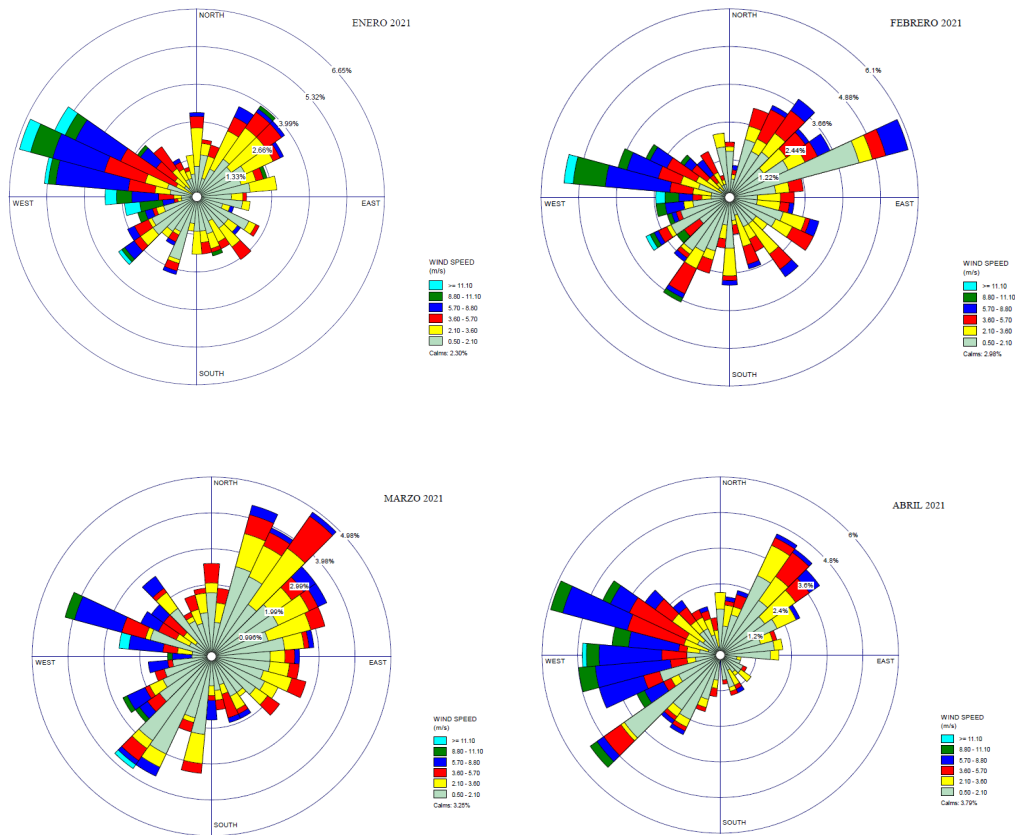 ENERO 2021
NORTH
6.65%
5.32%
3.99%
2.66%
1.33%
WEST
EAST
SOUTH
WIND SPEED
(m/s)
>= 11.10
8.80 - 11.10
5.70 - 8.80
3.60 - 5.70
2.10 - 3.60
0.50 - 2.10
Calms: 2.30%
FEBRERO 2021
NORTH
6.1%
4.88%
3.66%
2.44%
1.22%
WEST
EAST
SOUTH
WIND SPEED
(m/s)
>= 11.10
8.80 - 11.10
5.70 - 8.80
3.60 - 5.70
2.10 - 3.60
0.50 - 2.10
Calms: 2.98%
MARZO 2021
NORTH
4.98%
3.98%
2.99%
1.99%
0.996%
WEST
EAST
SOUTH
WIND SPEED
(m/s)
>= 11.10
8.80 - 11.10
5.70 - 8.80
3.60 - 5.70
2.10 - 3.60
0.50 - 2.10
Calms: 3.25%
ABRIL 2021
NORTH
6%
4.8%
3.6%
2.4%
1.2%
WEST
EAST
SOUTH
WIND SPEED
(m/s)
>= 11.10
8.80 - 11.10
5.70 - 8.80
3.60 - 5.70
2.10 - 3.60
0.50 - 2.10
Calms: 3.79%